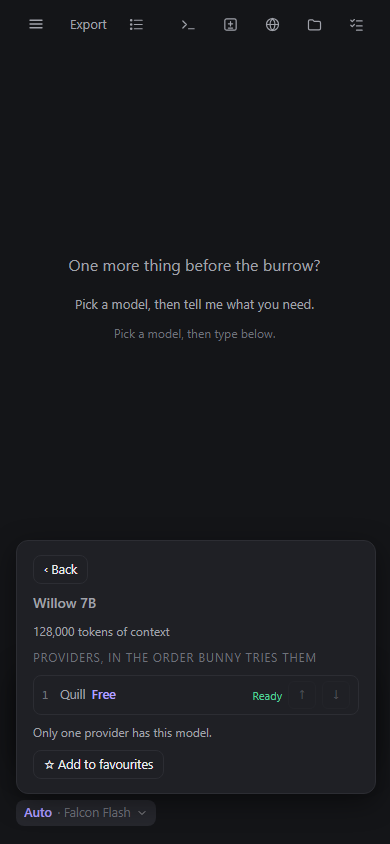 Export
One more thing before the burrow?
Pick a model, then tell me what you need.
Pick a model, then type below.
‹ Back
Willow 7B
128,000 tokens of context
PROVIDERS, IN THE ORDER BUNNY TRIES THEM
1 Quill Free Ready ↑ ↓
Only one provider has this model.
☆ Add to favourites
Auto · Falcon Flash